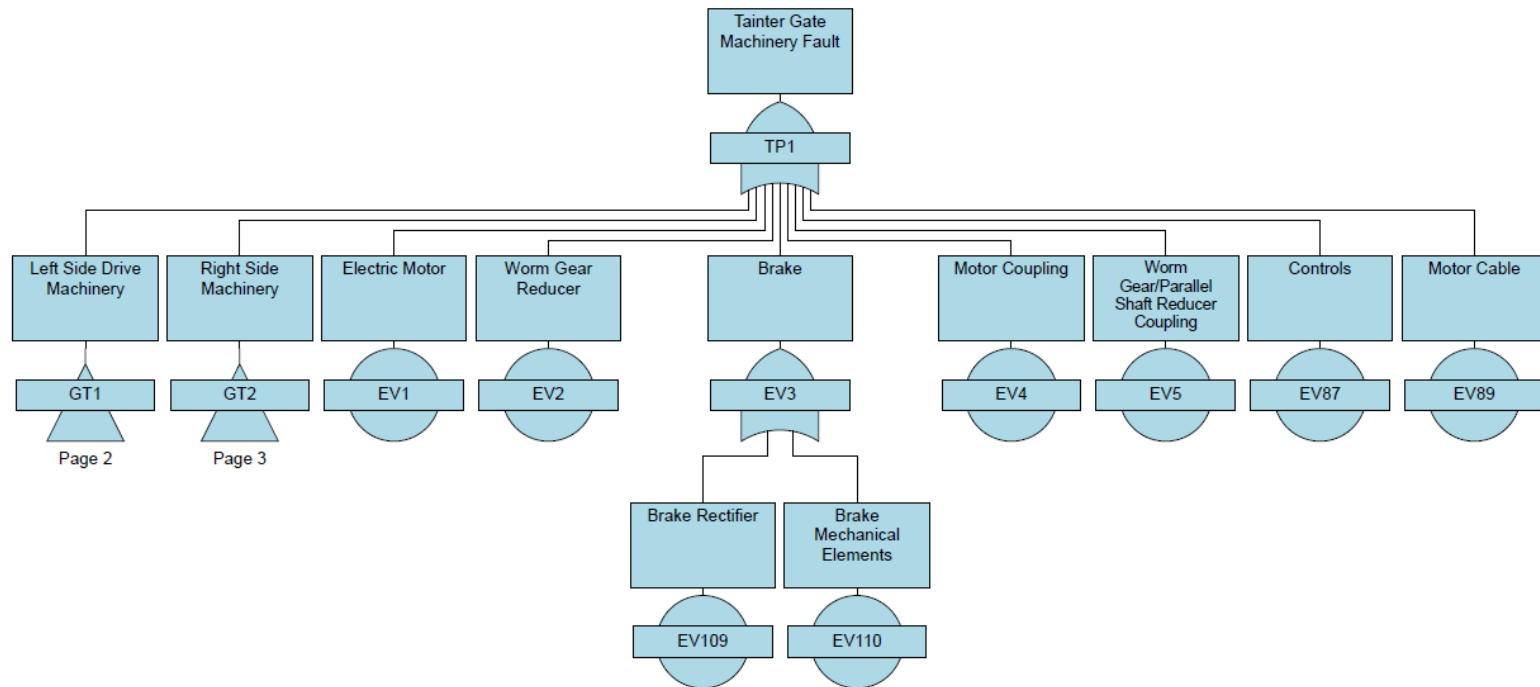 Tainter Gate
Machinery Fault
TP1
Left Side Drive
Machinery
Right Side
Machinery
Electric Motor
Worm Gear
Reducer
Brake
Motor Coupling
Worm
Gear/Parallel
Shaft Reducer
Coupling
Controls
Motor Cable
GT1
GT2
EV1
EV2
EV3
EV4
EV5
EV87
EV89
Page 2
Page 3
Brake Rectifier
Brake
Mechanical
Elements
EV109
EV110